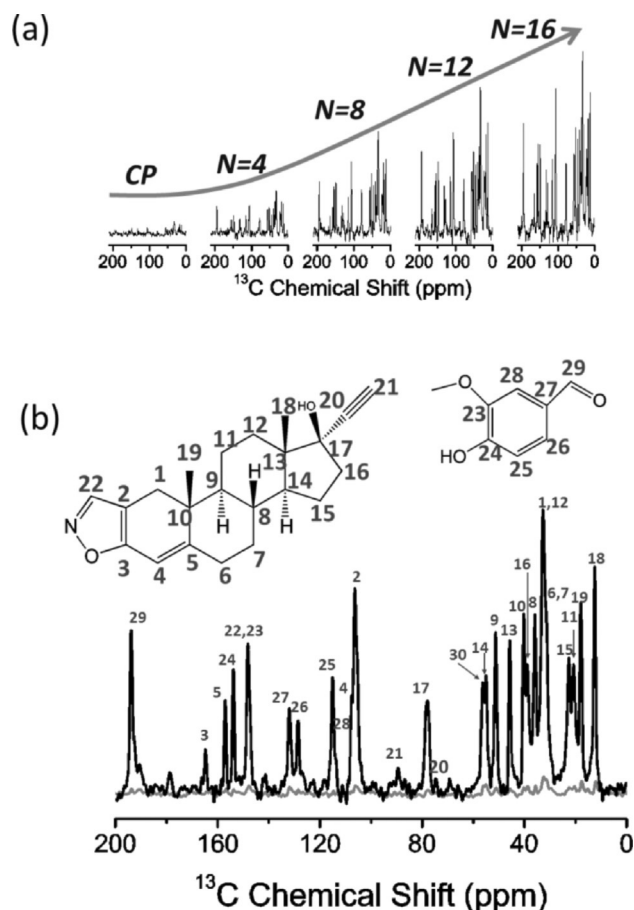 (a)
CP
N=4
N=8
N=12
N=16
200 100 0 200 100 0 200 100 0 200 100 0 200 100 0
13C Chemical Shift (ppm)
(b)
22
N
O
3
2
1
4
19
10
5
6
7
9
H
H
8
11
12
18
13
14
H
15
16
17
HO
20
21
O
23
HO
24
25
26
27
28
29
O
29
3
5
24
22,23
27
26
25
28
4
2
21
17
20
30
14
9
13
10
16
8
1,12
6,7
15
11
19
18
200 160 120 80 40 0
13C Chemical Shift (ppm)